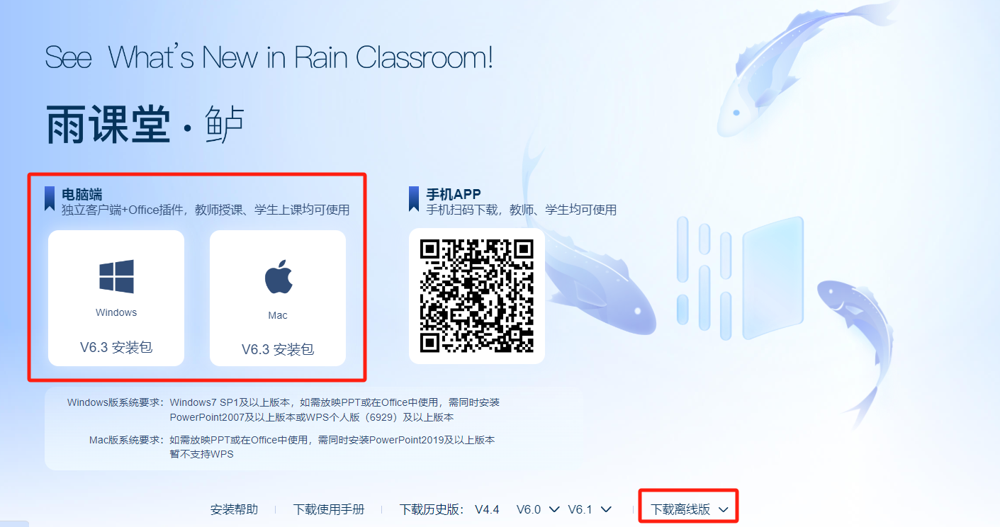 See What's New in Rain Classroom!
雨课堂·鲈
电脑端
独立客户端+Office插件，教师授课、学生上课均可使用
Windows
V6.3 安装包
Mac
V6.3 安装包
手机APP
手机扫码下载，教师、学生均可使用
Windows版系统要求：Windows7 SP1及以上版本，如需放映PPT或在Office中使用，需同时安装
PowerPoint2007及以上版本或WPS个人版（6929）及以上版本
Mac版系统要求：如需放映PPT或在Office中使用，需同时安装PowerPoint2019及以上版本
暂不支持WPS
安装帮助 下载使用手册 下载历史版： V4.4 V6.0 V6.1 下载离线版